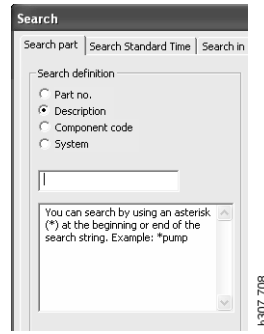 Search
Search part
Search Standard Time
Search in
Search definition
Part no.
Description
Component code
System
You can search by using an asterisk
(*) at the beginning or end of the
search string. Example: *pump
b307 708